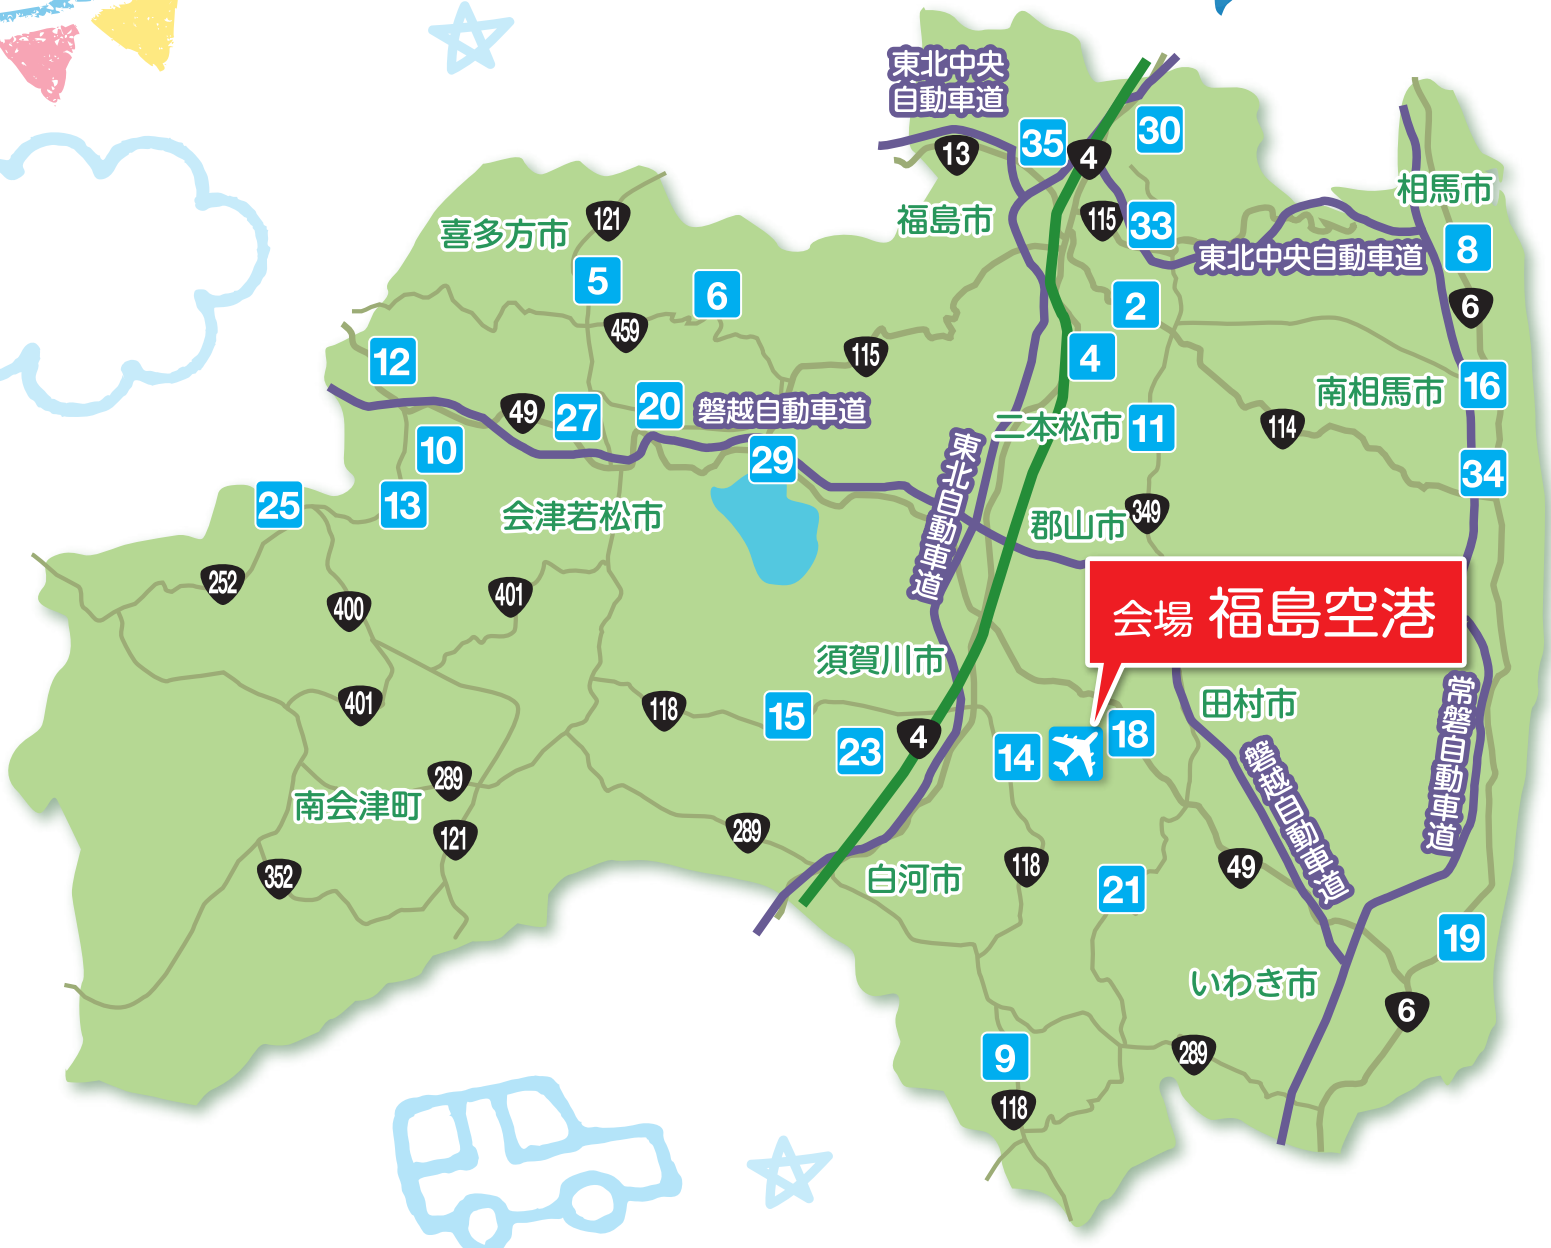 東北中央
自動車道
35
30
13
4
相馬市
福島市
121
115
33
喜多方市
東北中央自動車道
8
5
6
2
6
459
115
4
12
南相馬市
16
49
27
20
磐越自動車道
二本松市
11
114
10
29
東北自動車道
34
25
13
会津若松市
郡山市
349
252
400
401
会場 福島空港
須賀川市
401
118
15
田村市
常磐自動車道
23
4
14
18
磐越自動車道
289
南会津町
121
289
352
白河市
118
21
49
19
いわき市
6
9
289
118